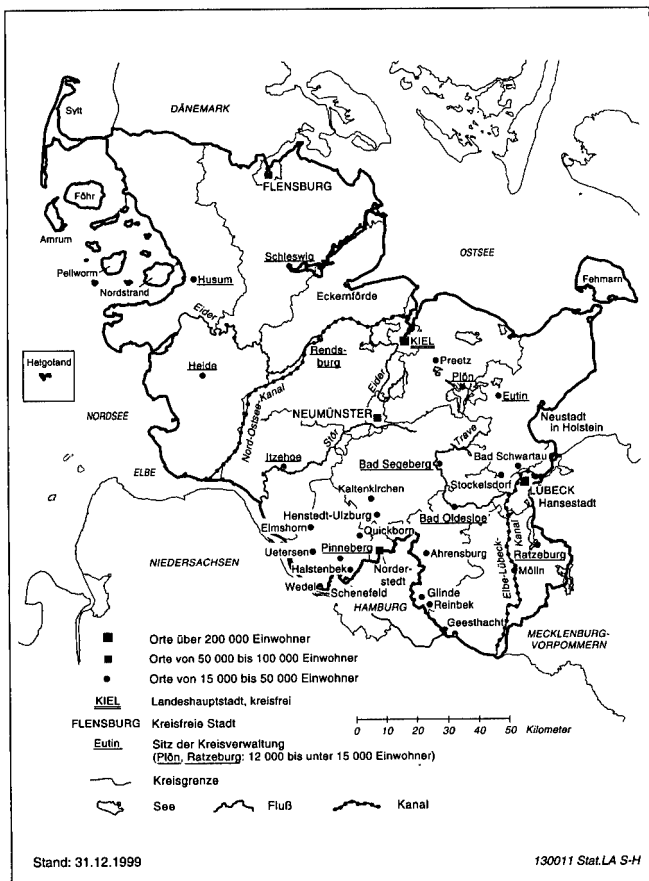 Sylt
DÄNEMARK
FLENSBURG
Föhr
Amrum
Schleswig
OSTSEE
Pellworm
Husum
Fehmarn
Nordstrand
Eckernförde
Eider
KIEL
Rends-
burg
Preetz
Helgoland
Heide
Eider
Plön
Eutin
Nord-Ostsee-Kanal
NORDSEE
NEUMÜNSTER
Neustadt
in Holstein
Stör
Trave
ELBE
Itzehoe
Bad Segeberg
Bad Schwartau
Stockelsdorf
LÜBECK
Hansestadt
Kaltenkirchen
Henstedt-Ulzburg
Bad Oldesloe
Elmshorn
Quickborn
Elbe-Lübeck-
Kanal
NIEDERSACHSEN
Uetersen
Pinneberg
Ahrensburg
Ratzeburg
Halstenbek
Norder-
stedt
Mölln
Wedel
Schenefeld
Glinde
Reinbek
HAMBURG
Geesthacht
MECKLENBURG-
VORPOMMERN
Orte über 200 000 Einwohner
Orte von 50 000 bis 100 000 Einwohner
Orte von 15 000 bis 50 000 Einwohner
KIEL Landeshauptstadt, kreisfrei
FLENSBURG Kreisfreie Stadt
Eutin Sitz der Kreisverwaltung
(Plön, Ratzeburg: 12 000 bis unter 15 000 Einwohner)
0 10 20 30 40 50 Kilometer
Kreisgrenze
See Fluß Kanal
Stand: 31.12.1999
130011 Stat.LA S-H